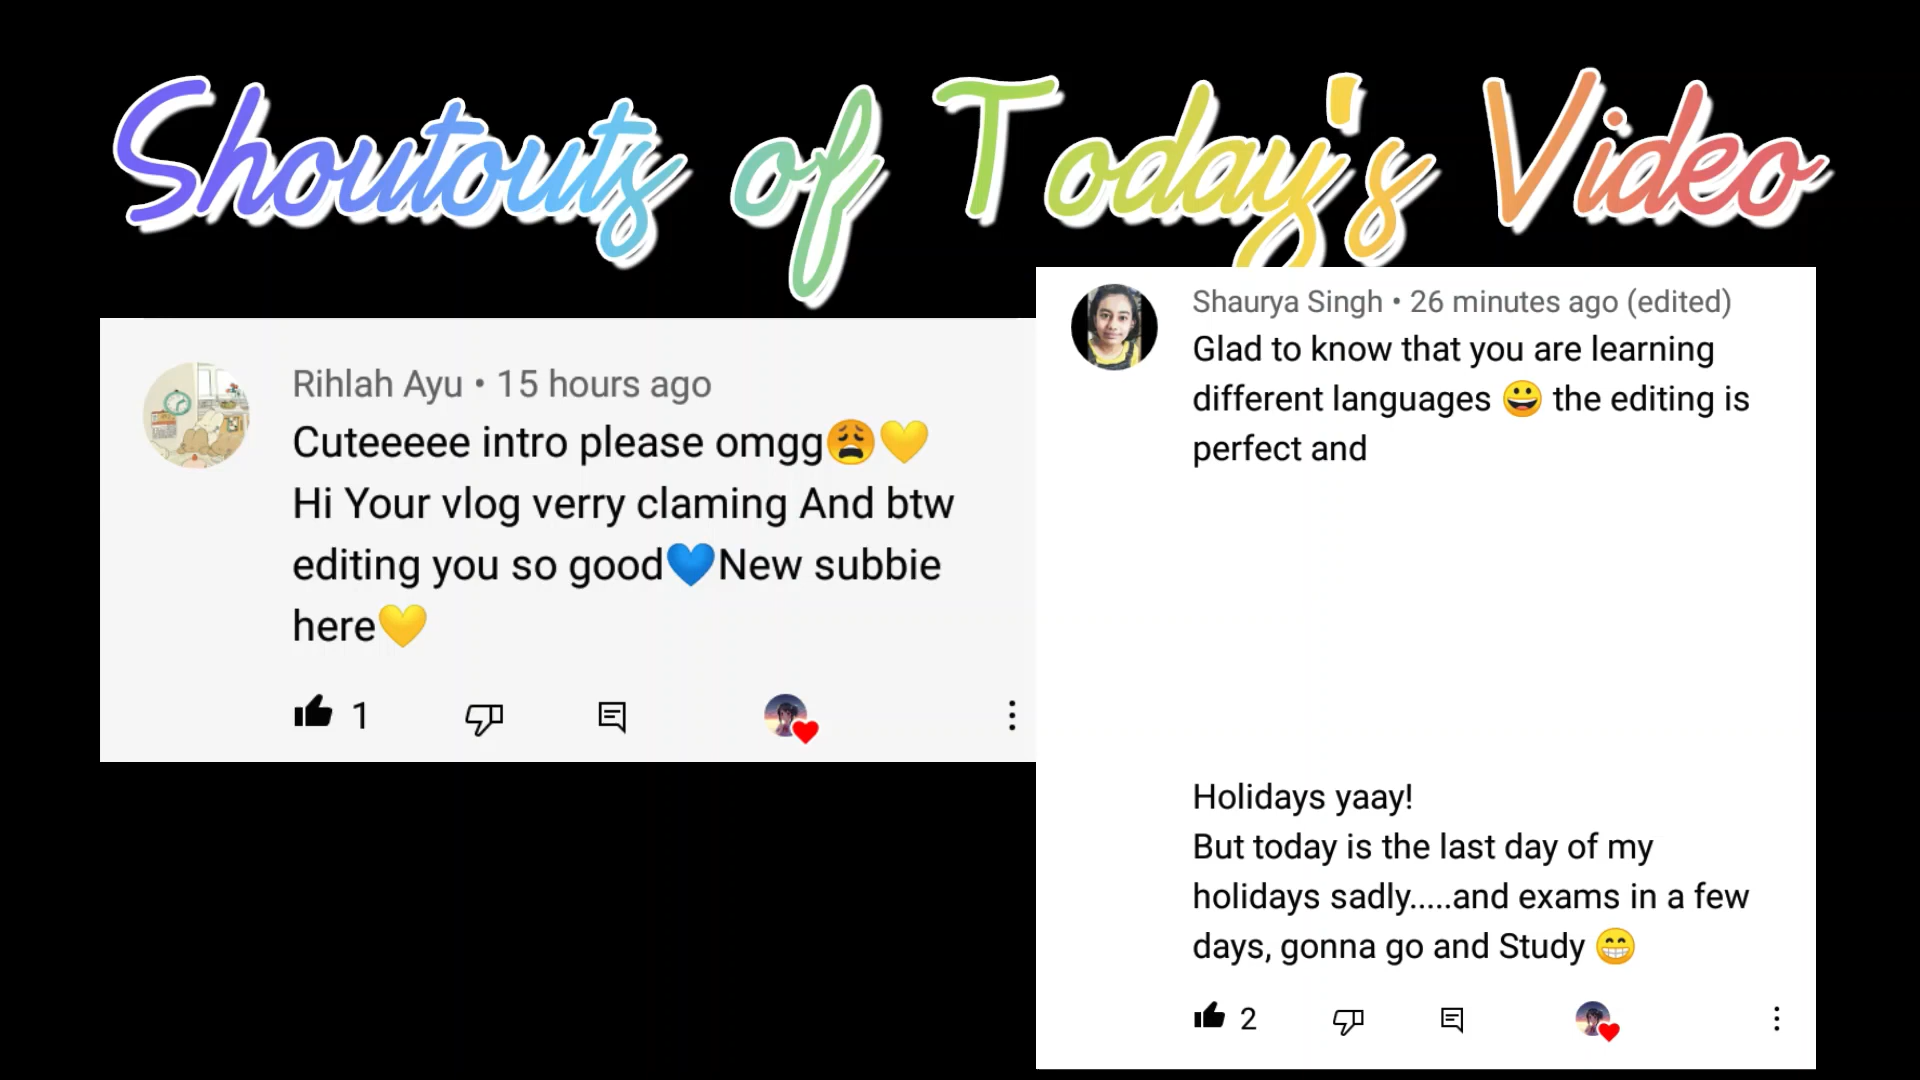 Shoutouts of Today's Video
Rihlah Ayu • 15 hours ago
Cuteeeee intro please omgg😩💛
Hi Your vlog verry claming And btw
editing you so good💙New subbie
here💛
1
Shaurya Singh • 26 minutes ago (edited)
Glad to know that you are learning
different languages 😀 the editing is
perfect and
Holidays yaay!
But today is the last day of my
holidays sadly.....and exams in a few
days, gonna go and Study 😁
2